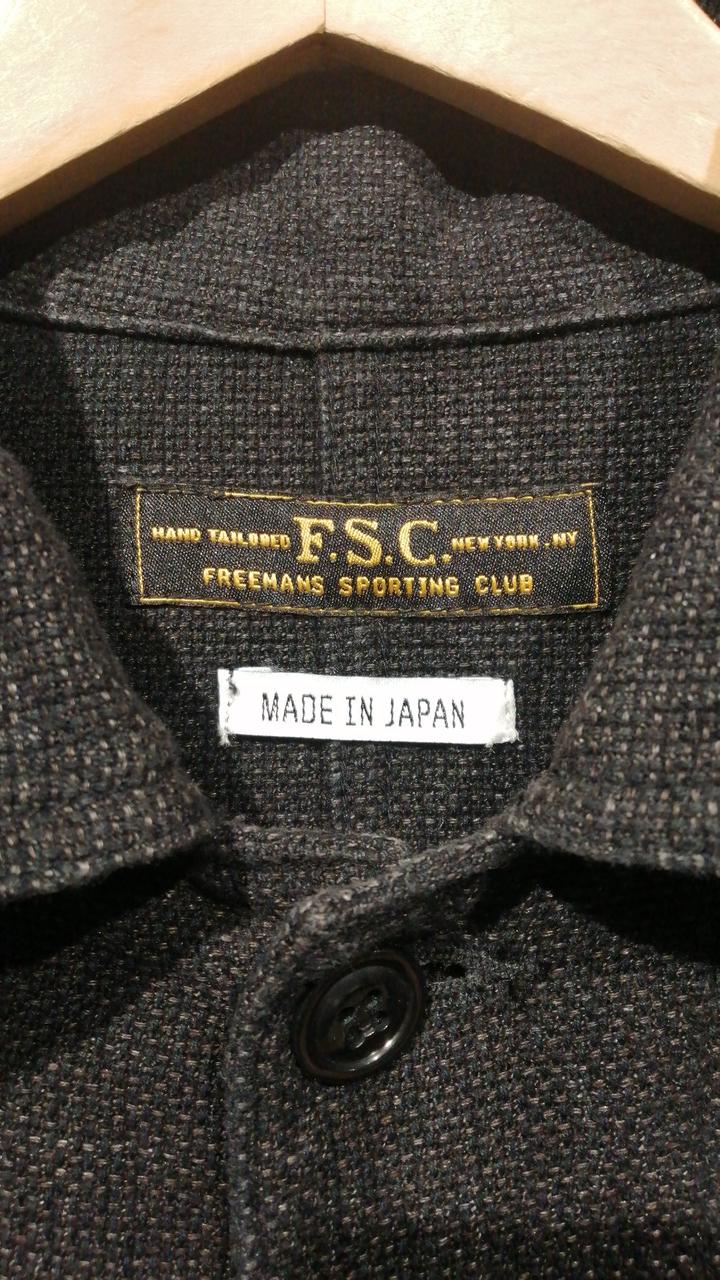 HAND TAILORED F.S.C. NEW YORK . NY
FREEMANS SPORTING CLUB
MADE IN JAPAN